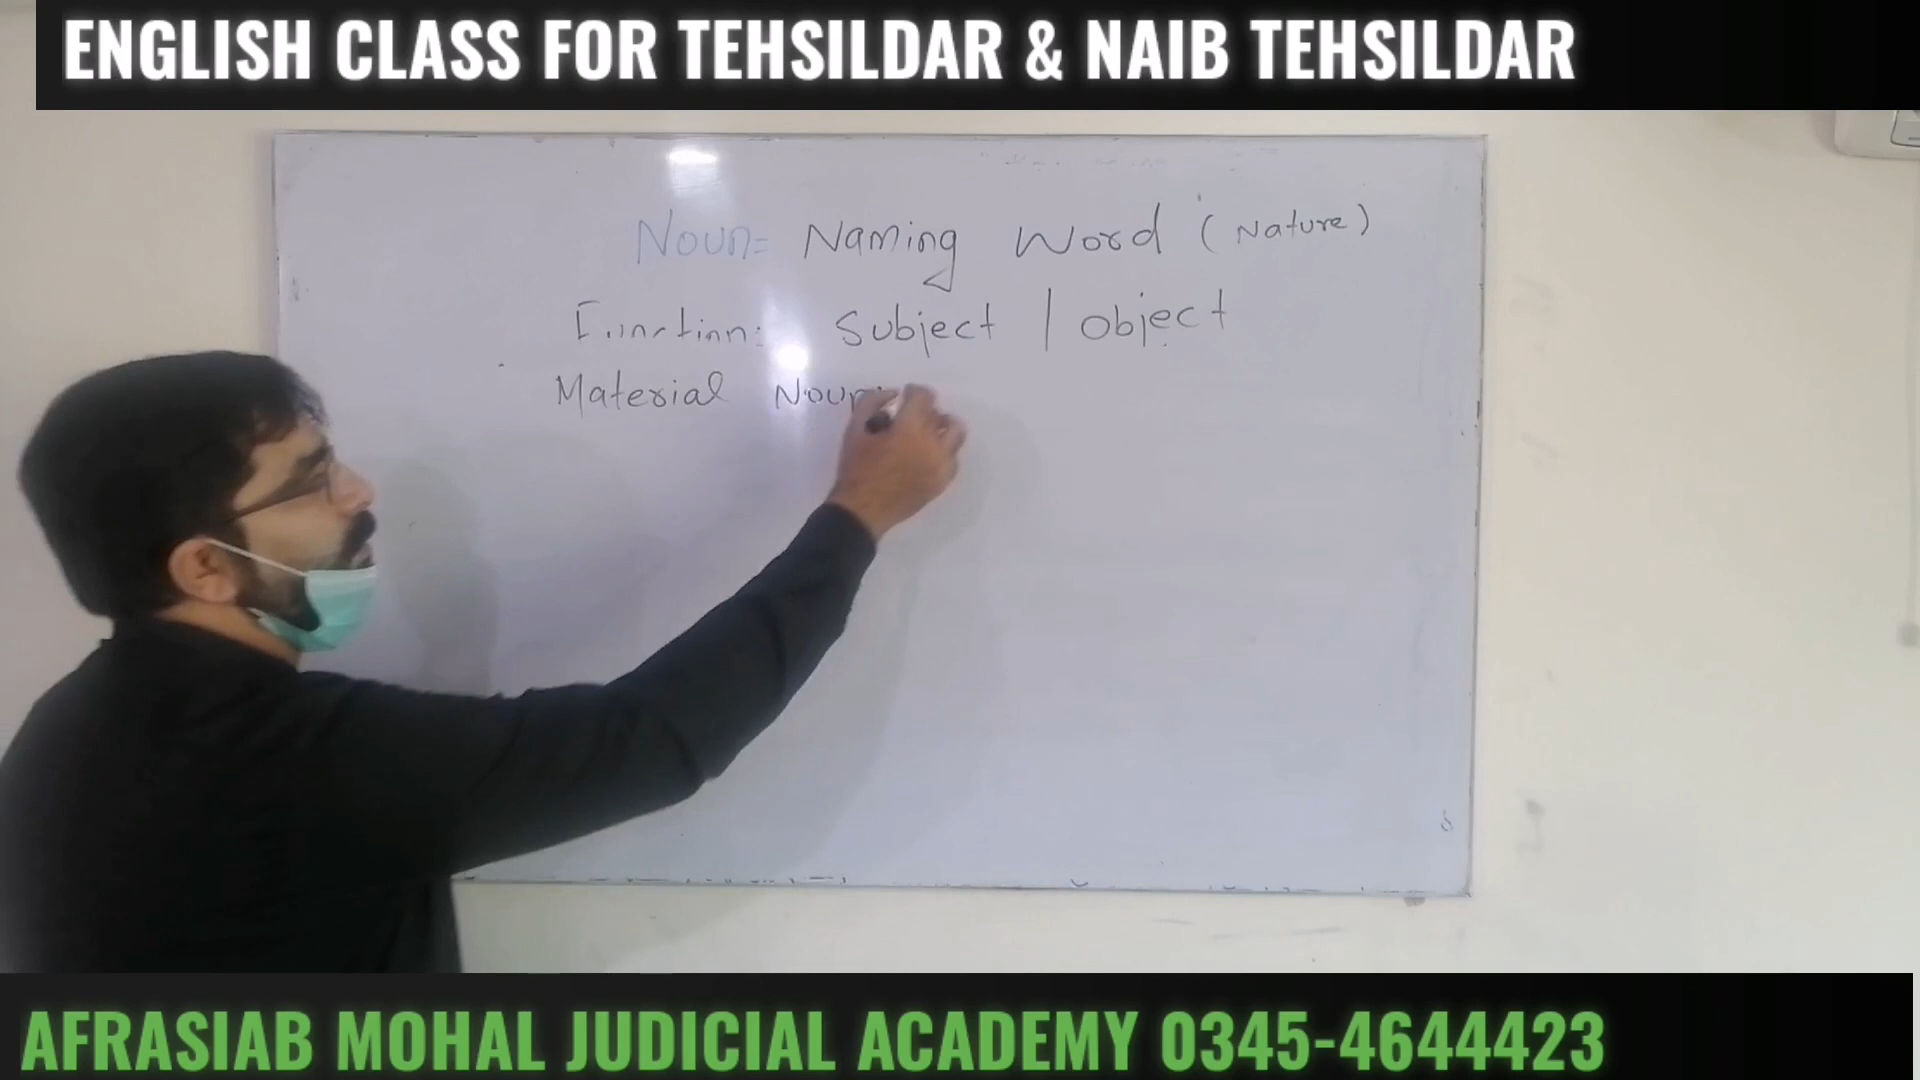 ENGLISH CLASS FOR TEHSILDAR & NAIB TEHSILDAR
Noun= Naming Word (Nature)
Function: Subject | Object
Material Noun
AFRASIAB MOHAL JUDICIAL ACADEMY 0345-4644423